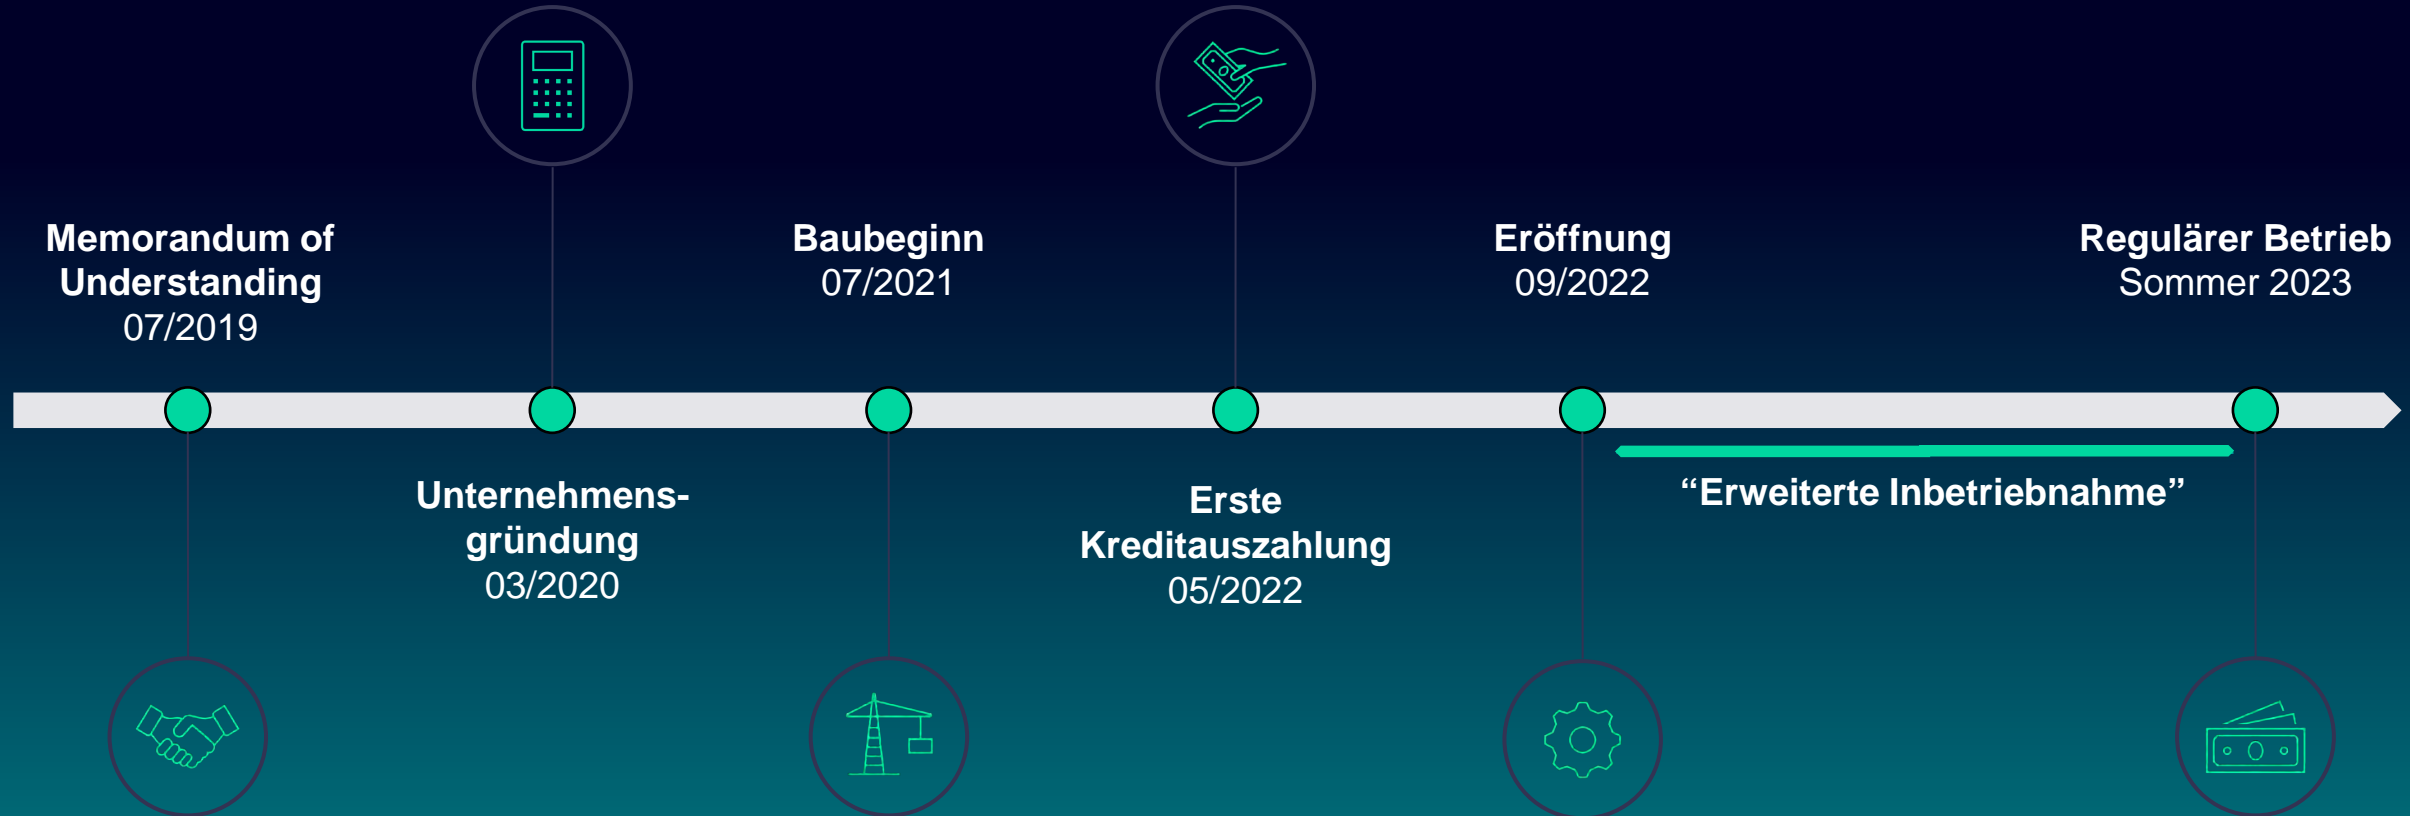 Memorandum of
Understanding
07/2019
Unternehmens-
gründung
03/2020
Baubeginn
07/2021
Erste
Kreditauszahlung
05/2022
Eröffnung
09/2022
“Erweiterte Inbetriebnahme”
Regulärer Betrieb
Sommer 2023